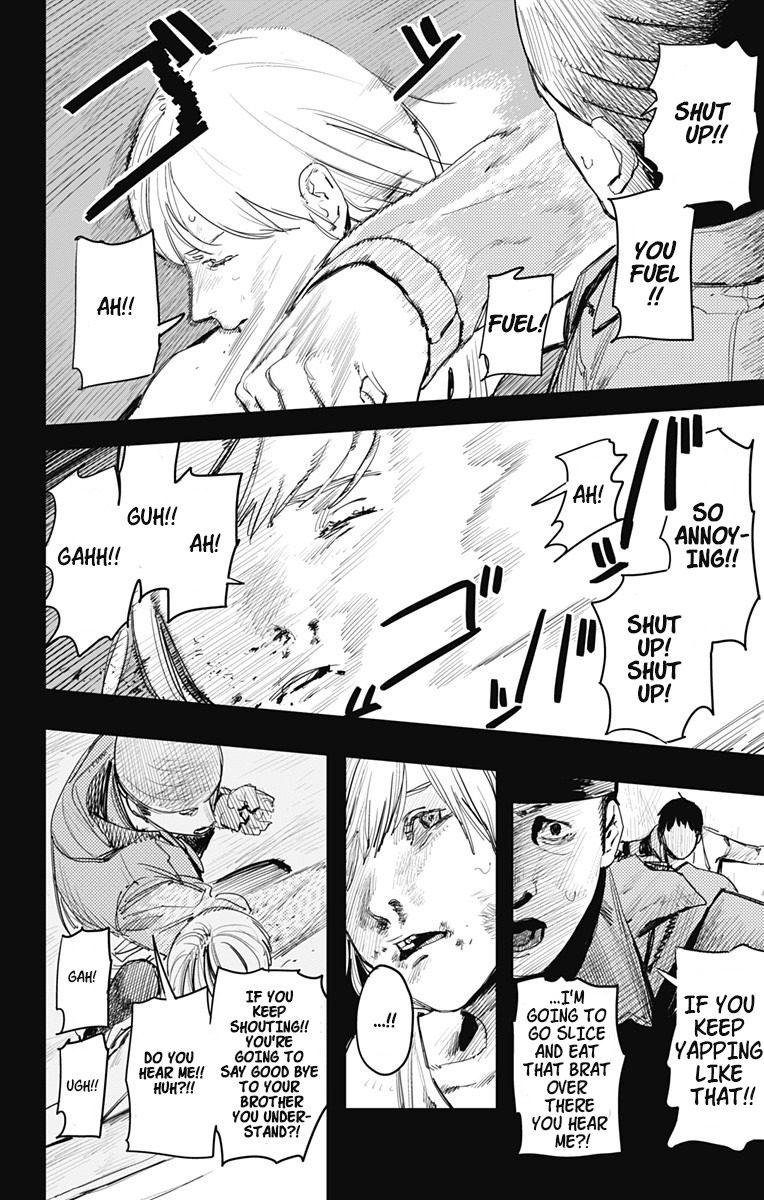 SHUT
UP!!
YOU
FUEL
!!
FUEL!
AH!!
SO
ANNOY-
ING!!
SHUT
UP!
SHUT
UP!
AH!
GUH!!
AH!
GAHH!!
IF YOU
KEEP
YAPPING
LIKE
THAT!!
...I'M
GOING TO
GO SLICE
AND EAT
THAT BRAT
OVER
THERE
YOU HEAR
ME?!
...!!
IF YOU
KEEP
SHOUTING!!
YOU'RE
GOING TO
SAY GOOD BYE
TO YOUR
BROTHER
YOU UNDER-
STAND?!
DO YOU
HEAR ME!!
HUH?!!
GAH!
UGH!!